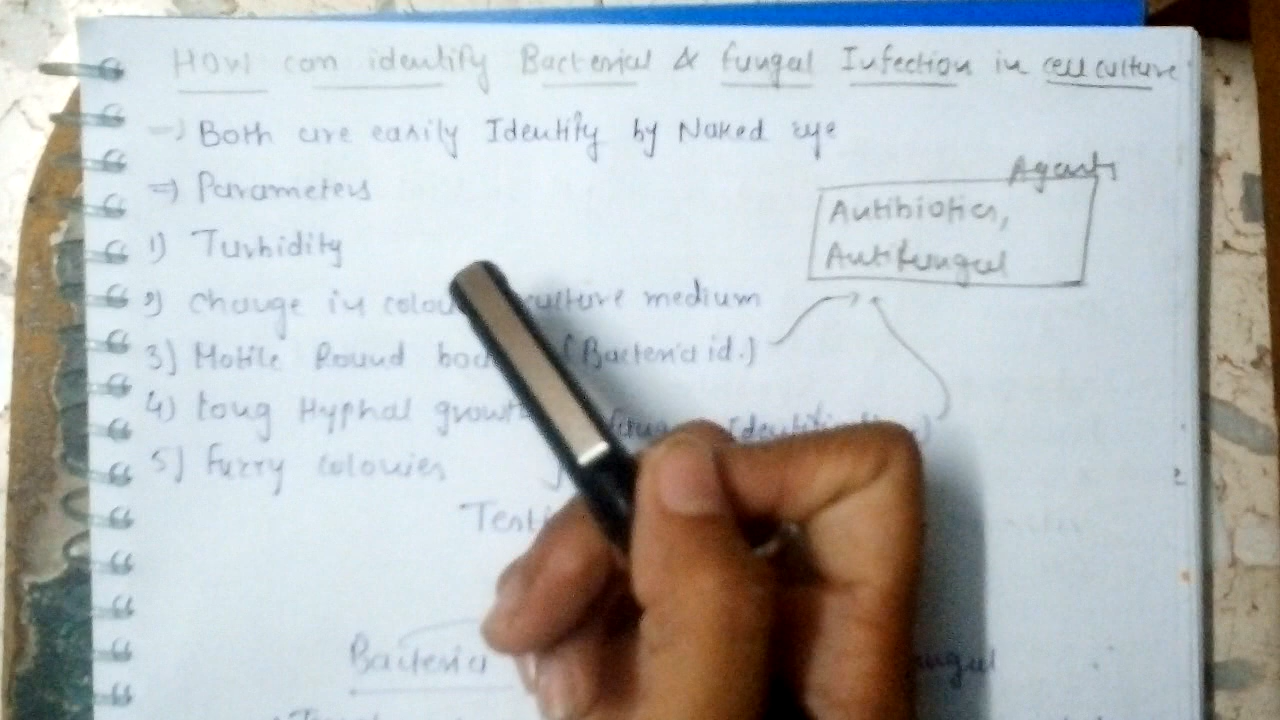 How can identify Bacterial & fungal Infection in cell culture
=) Both are easily Identify by Naked eye
=) Parameters
Agents
Antibiotics,
Antifungal
1) Turbidity
2) change in colour culture medium
3) Motile Round (Bacteria id.)
4) Long Hyphal growth
5) Furry colonies
Bacteria